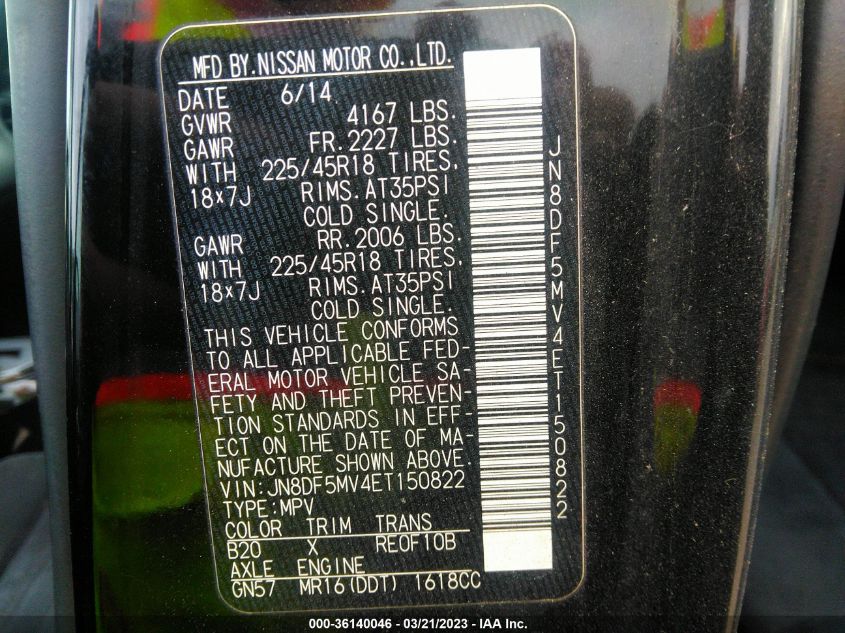 MFD BY.NISSAN MOTOR CO.,LTD.
DATE 6/14
GVWR 4167 LBS.
GAWR FR. 2227 LBS.
WITH 225/45R18 TIRES.
18×7J RIMS. AT35PSI
COLD SINGLE.
GAWR RR. 2006 LBS.
WITH 225/45R18 TIRES.
18×7J RIMS. AT35PSI
COLD SINGLE.
THIS VEHICLE CONFORMS
TO ALL APPLICABLE FED-
ERAL MOTOR VEHICLE SA-
FETY AND THEFT PREVEN-
TION STANDARDS IN EFF-
ECT ON THE DATE OF MA-
NUFACTURE SHOWN ABOVE.
VIN:JN8DF5MV4ET150822
TYPE:MPV
COLOR TRIM TRANS
B20 X RE0F10B
AXLE ENGINE
GN57 MR16(DDT) 1618CC
JN8DF5MV4ET150822
000-36140046 - 03/21/2023 - IAA Inc.